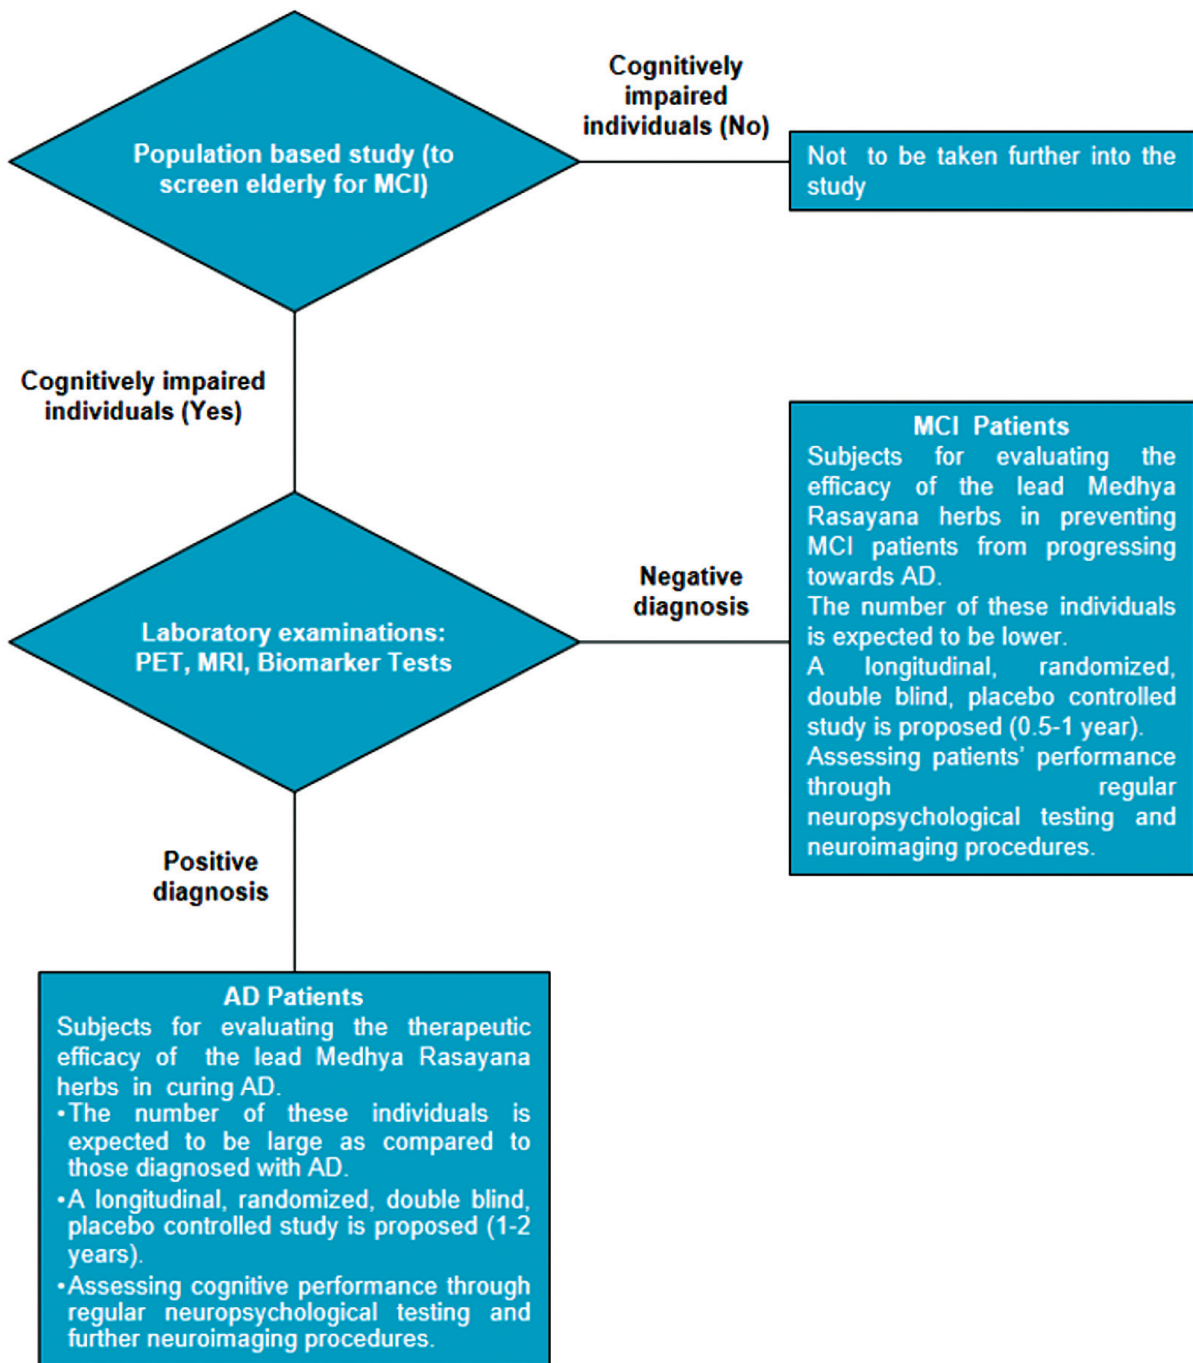 Cognitively
impaired
individuals (No)
Population based study (to
screen elderly for MCI)
Not to be taken further into the
study
Cognitively impaired
individuals (Yes)
MCI Patients
Subjects for evaluating the
efficacy of the lead Medhya
Rasayana herbs in preventing
MCI patients from progressing
towards AD.
The number of these individuals
is expected to be lower.
A longitudinal, randomized,
double blind, placebo controlled
study is proposed (0.5-1 year).
Assessing patients’ performance
through regular
neuropsychological testing and
neuroimaging procedures.
Negative
diagnosis
Laboratory examinations:
PET, MRI, Biomarker Tests
Positive
diagnosis
AD Patients
Subjects for evaluating the therapeutic
efficacy of the lead Medhya Rasayana
herbs in curing AD.
•The number of these individuals is
expected to be large as compared to
those diagnosed with AD.
•A longitudinal, randomized, double blind,
placebo controlled study is proposed (1-2
years).
•Assessing cognitive performance through
regular neuropsychological testing and
further neuroimaging procedures.